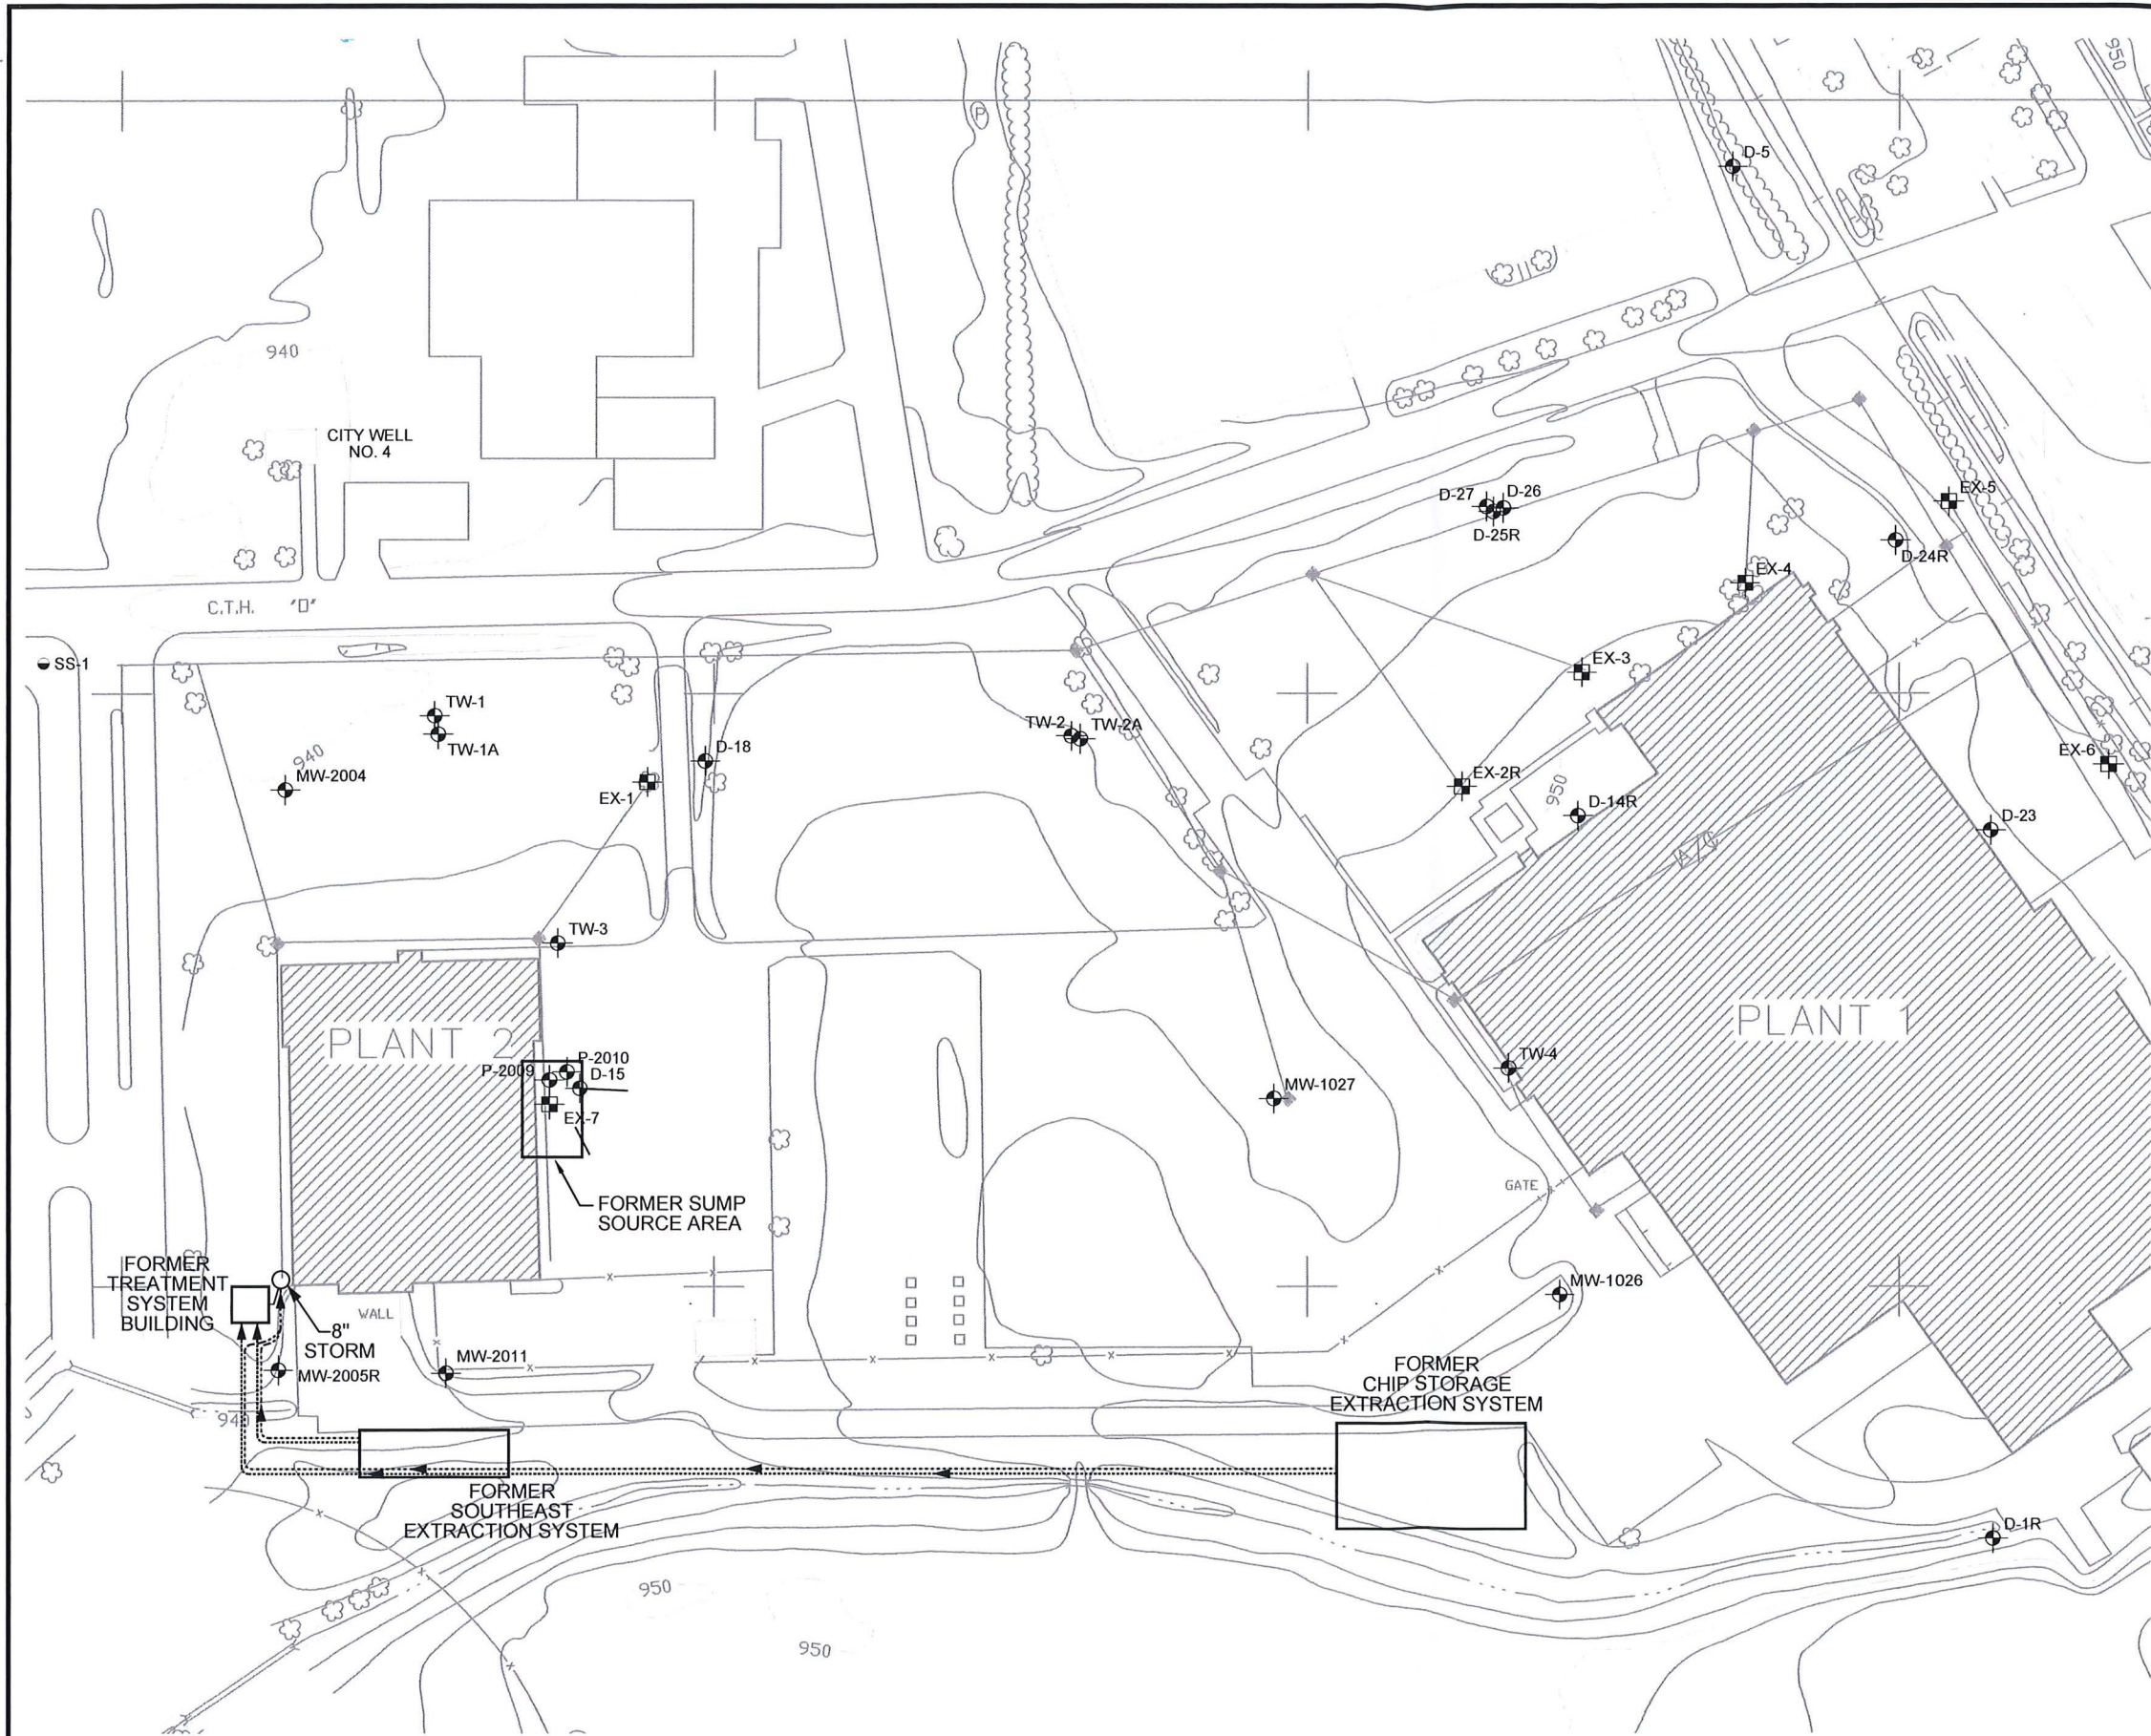 950
P
D-5
940
CITY WELL
NO. 4
D-27
D-26
D-25R
EX-5
D-24R
EX-4
C.T.H. "O"
SS-1
EX-3
TW-1
TW-1A
940
MW-2004
D-18
EX-1
TW-2
TW-2A
EX-2R
950
D-14R
EX-6
D-23
A/C
TW-3
PLANT 2
PLANT 1
P-2010
P-2009
D-15
EX-7
TW-4
MW-1027
GATE
FORMER SUMP
SOURCE AREA
FORMER
TREATMENT
SYSTEM
BUILDING
WALL
8"
STORM
MW-1026
MW-2005R
MW-2011
FORMER
CHIP STORAGE
EXTRACTION SYSTEM
940
FORMER
SOUTHEAST
EXTRACTION SYSTEM
D-1R
950
950